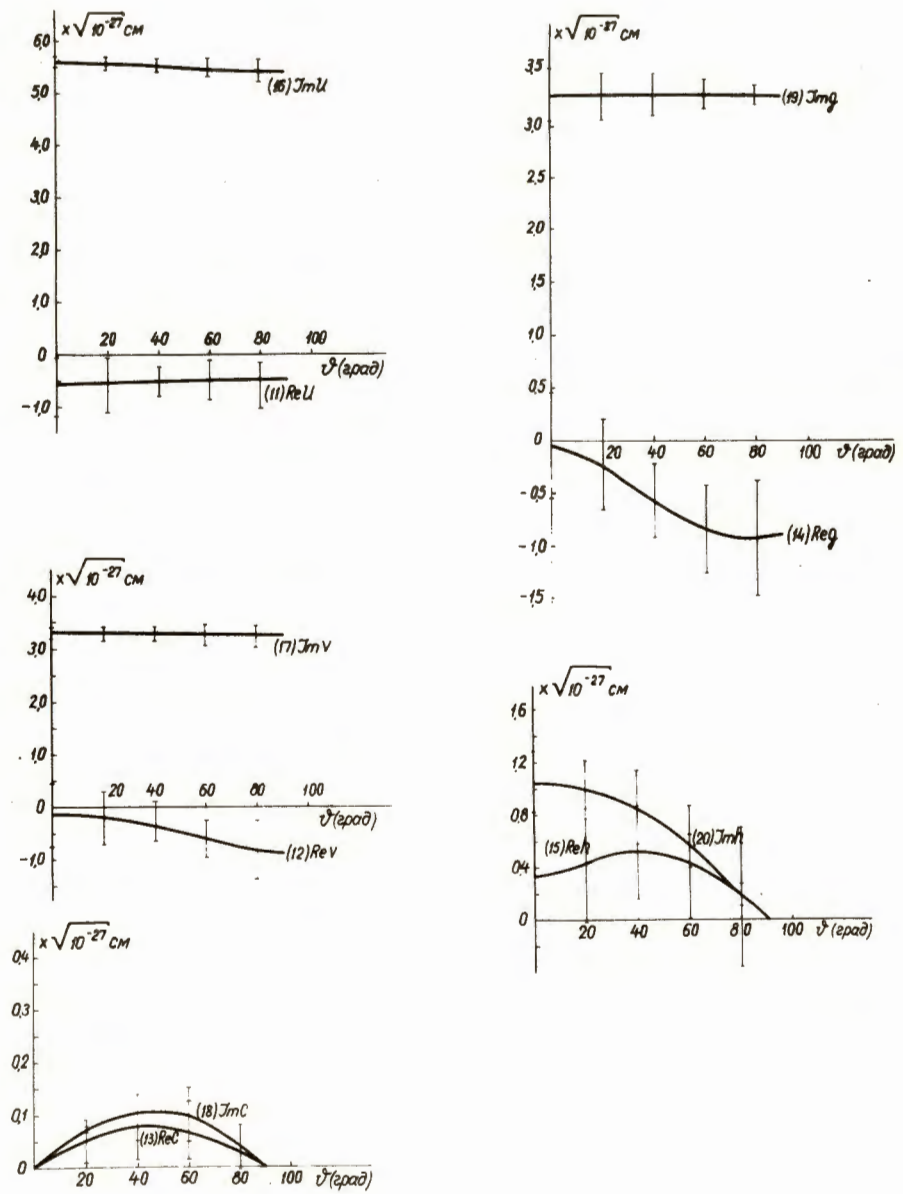 x√10⁻²⁷ см
6,0
5,0
4,0
3,0
2,0
1,0
0
-1,0
(16) Jm U
20 40 60 80 100
ϑ (град)
(11) Re U
x√10⁻²⁷ см
3,5
3,0
2,5
2,0
1,5
1,0
0,5
0
-0,5
-1,0
-1,5
(19) Jm g
20 40 60 80 100 ϑ (град)
(14) Re g
x√10⁻²⁷ см
4,0
3,0
2,0
1,0
0
-1,0
(17) Jm V
20 40 60 80 100
ϑ (град)
(12) Re V
x√10⁻²⁷ см
1,6
1,2
0,8
0,4
0
(15) Re h
(20) Jm h
20 40 60 80 100 ϑ (град)
x√10⁻²⁷ см
0,4
0,3
0,2
0,1
0
(18) Jm C
(13) Re C
20 40 60 80 100 ϑ (град)